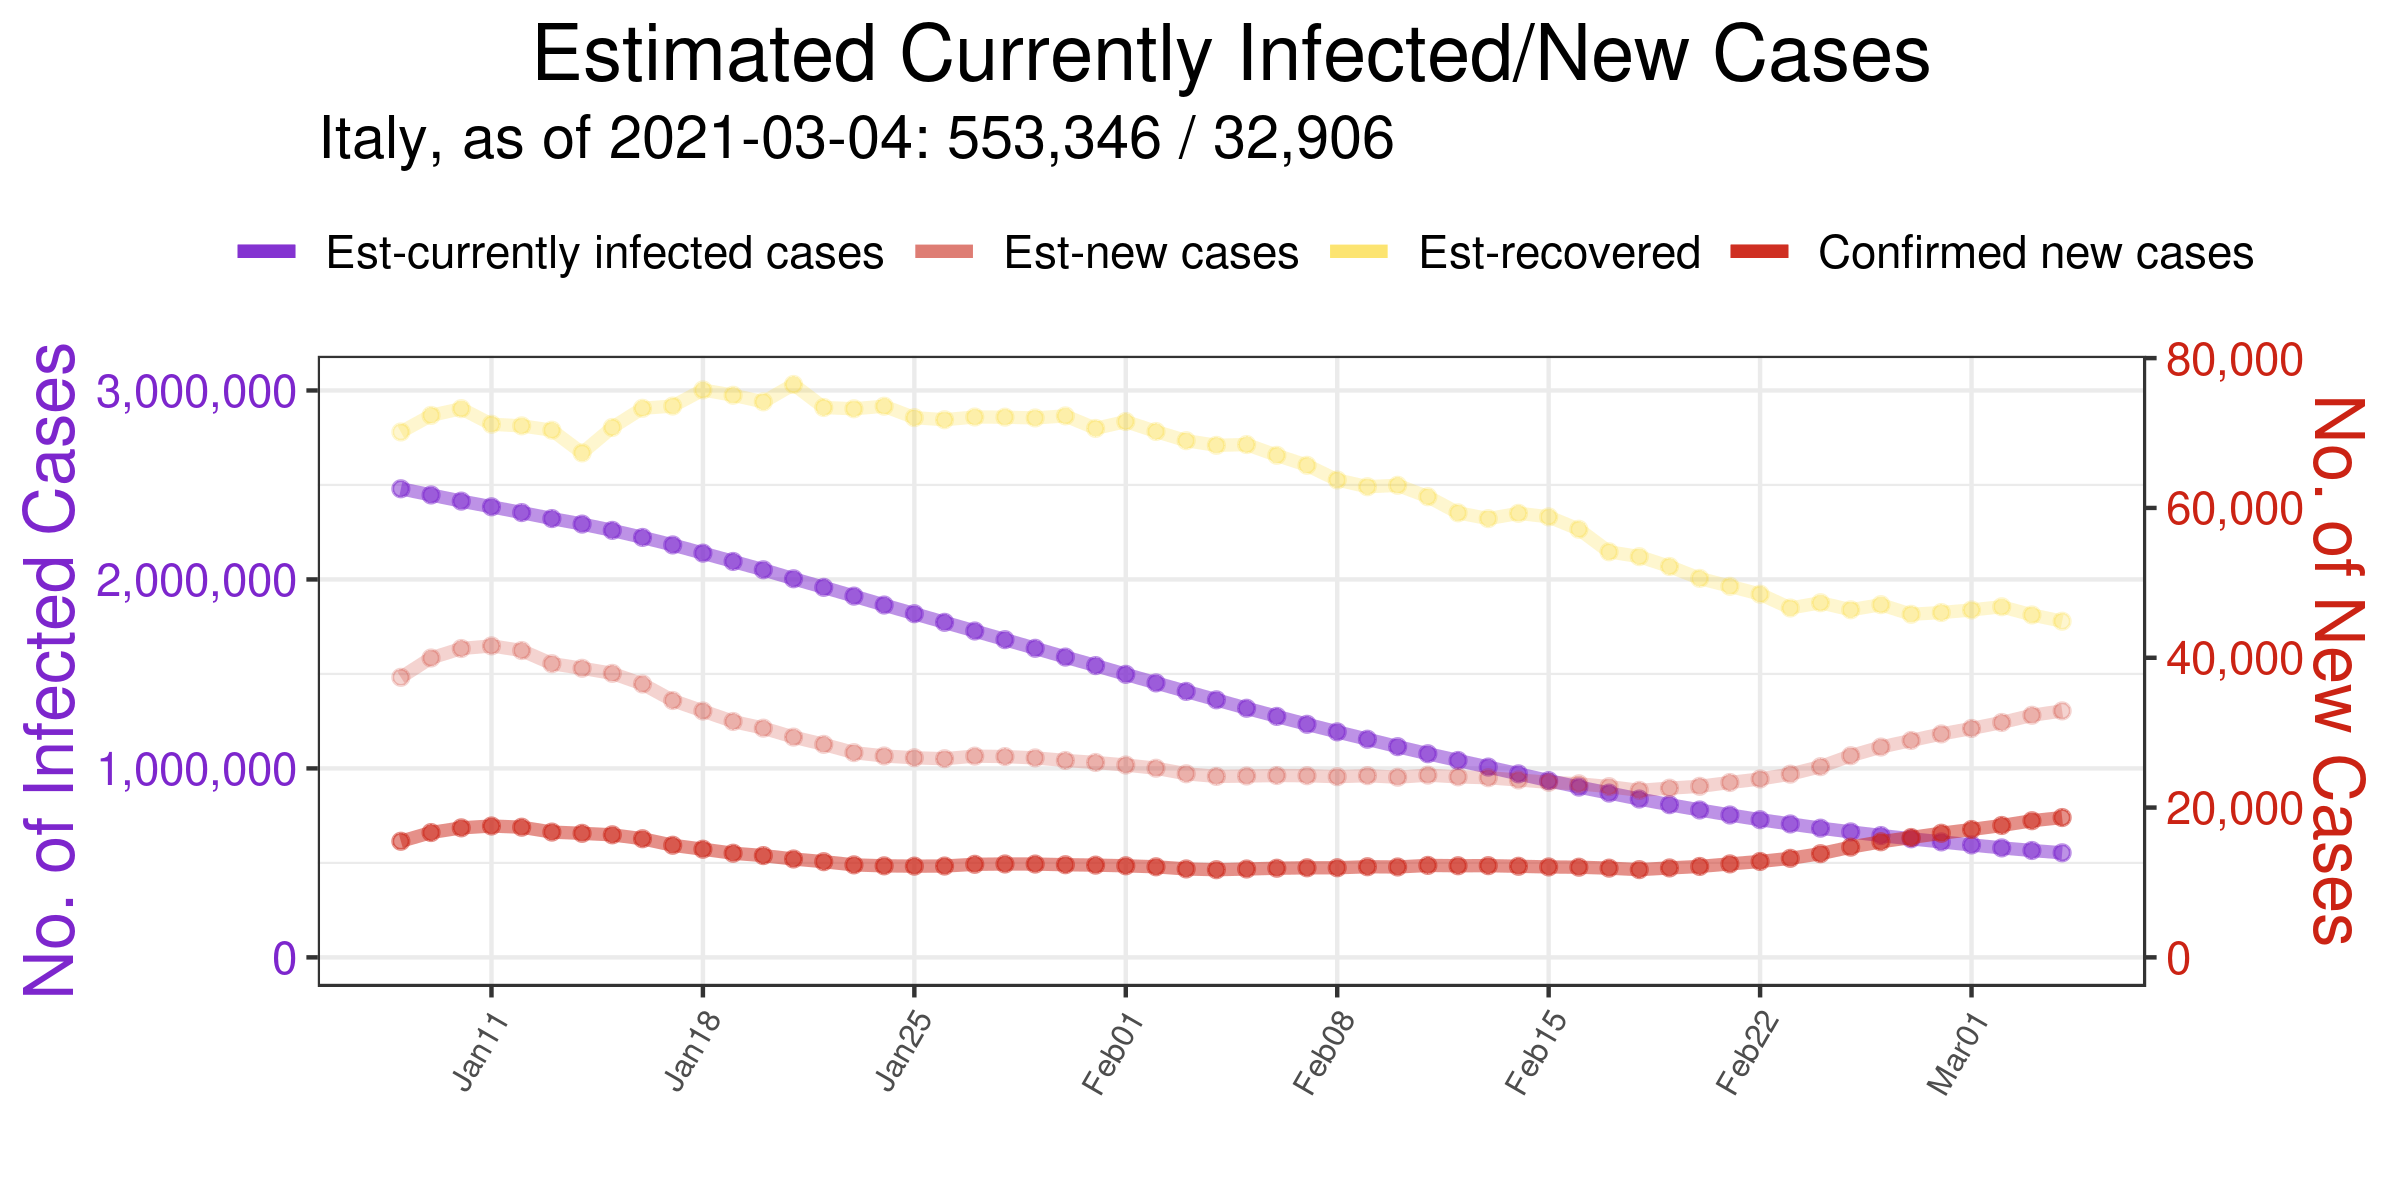 Estimated Currently Infected/New Cases
Italy, as of 2021-03-04: 553,346 / 32,906
Est-currently infected cases Est-new cases Est-recovered Confirmed new cases
No. of Infected Cases
3,000,000
2,000,000
1,000,000
0
80,000
60,000
40,000
20,000
0
No. of New Cases
Jan11 Jan18 Jan25 Feb01 Feb08 Feb15 Feb22 Mar01